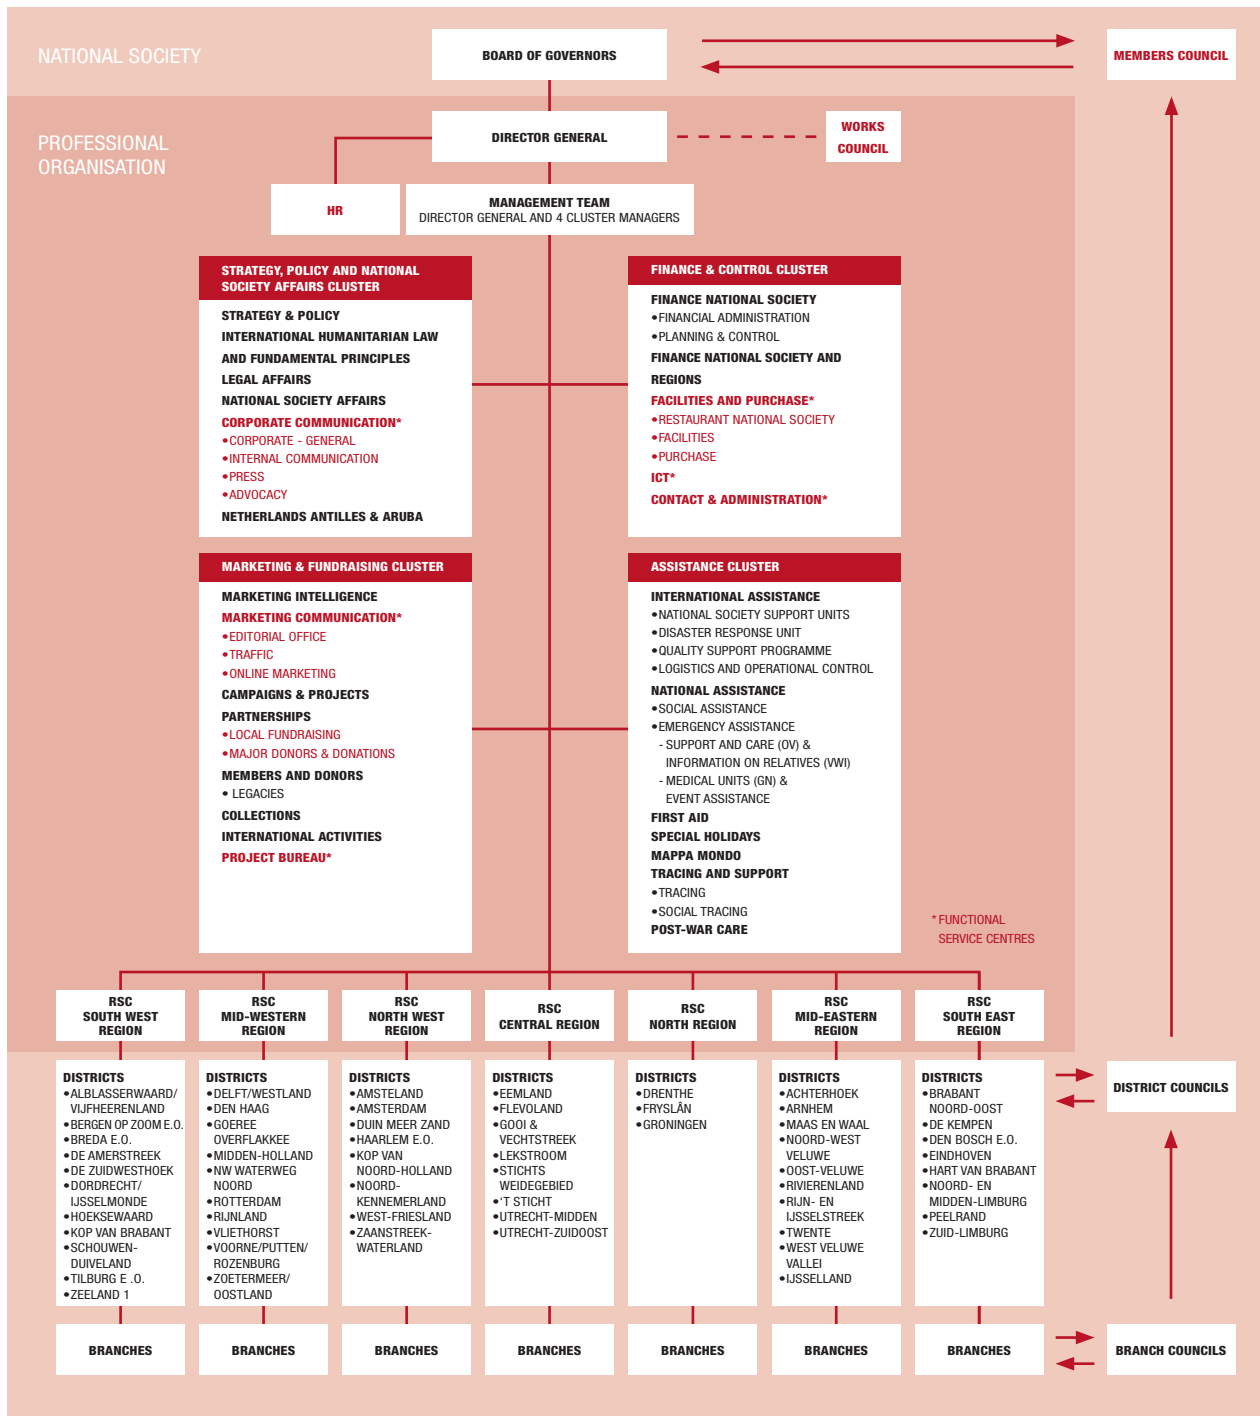 NATIONAL SOCIETY
BOARD OF GOVERNORS
MEMBERS COUNCIL
PROFESSIONAL
ORGANISATION
DIRECTOR GENERAL
WORKS
COUNCIL
HR
MANAGEMENT TEAM
DIRECTOR GENERAL AND 4 CLUSTER MANAGERS
STRATEGY, POLICY AND NATIONAL
SOCIETY AFFAIRS CLUSTER
STRATEGY & POLICY
INTERNATIONAL HUMANITARIAN LAW
AND FUNDAMENTAL PRINCIPLES
LEGAL AFFAIRS
NATIONAL SOCIETY AFFAIRS
CORPORATE COMMUNICATION*
•CORPORATE - GENERAL
•INTERNAL COMMUNICATION
•PRESS
•ADVOCACY
NETHERLANDS ANTILLES & ARUBA
FINANCE & CONTROL CLUSTER
FINANCE NATIONAL SOCIETY
•FINANCIAL ADMINISTRATION
•PLANNING & CONTROL
FINANCE NATIONAL SOCIETY AND
REGIONS
FACILITIES AND PURCHASE*
•RESTAURANT NATIONAL SOCIETY
•FACILITIES
•PURCHASE
ICT*
CONTACT & ADMINISTRATION*
MARKETING & FUNDRAISING CLUSTER
MARKETING INTELLIGENCE
MARKETING COMMUNICATION*
•EDITORIAL OFFICE
•TRAFFIC
•ONLINE MARKETING
CAMPAIGNS & PROJECTS
PARTNERSHIPS
•LOCAL FUNDRAISING
•MAJOR DONORS & DONATIONS
MEMBERS AND DONORS
• LEGACIES
COLLECTIONS
INTERNATIONAL ACTIVITIES
PROJECT BUREAU*
ASSISTANCE CLUSTER
INTERNATIONAL ASSISTANCE
•NATIONAL SOCIETY SUPPORT UNITS
•DISASTER RESPONSE UNIT
•QUALITY SUPPORT PROGRAMME
•LOGISTICS AND OPERATIONAL CONTROL
NATIONAL ASSISTANCE
•SOCIAL ASSISTANCE
•EMERGENCY ASSISTANCE
- SUPPORT AND CARE (OV) &
INFORMATION ON RELATIVES (VWI)
- MEDICAL UNITS (GN) &
EVENT ASSISTANCE
FIRST AID
SPECIAL HOLIDAYS
MAPPA MONDO
TRACING AND SUPPORT
•TRACING
•SOCIAL TRACING
POST-WAR CARE
* FUNCTIONAL
SERVICE CENTRES
RSC
SOUTH WEST
REGION
RSC
MID-WESTERN
REGION
RSC
NORTH WEST
REGION
RSC
CENTRAL REGION
RSC
NORTH REGION
RSC
MID-EASTERN
REGION
RSC
SOUTH EAST
REGION
DISTRICTS
•ALBLASSERWAARD/
VIJFHEERENLAND
•BERGEN OP ZOOM E.O.
•BREDA E.O.
•DE AMERSTREEK
•DE ZUIDWESTHOEK
•DORDRECHT/
IJSSELMONDE
•HOEKSEWAARD
•KOP VAN BRABANT
•SCHOUWEN-
DUIVELAND
•TILBURG E .O.
•ZEELAND 1
DISTRICTS
•DELFT/WESTLAND
•DEN HAAG
•GOEREE
OVERFLAKKEE
•MIDDEN-HOLLAND
•NW WATERWEG
NOORD
•ROTTERDAM
•RIJNLAND
•VLIETHORST
•VOORNE/PUTTEN/
ROZENBURG
•ZOETERMEER/
OOSTLAND
DISTRICTS
•AMSTELAND
•AMSTERDAM
•DUIN MEER ZAND
•HAARLEM E.O.
•KOP VAN
NOORD-HOLLAND
•NOORD-
KENNEMERLAND
•WEST-FRIESLAND
•ZAANSTREEK-
WATERLAND
DISTRICTS
•EEMLAND
•FLEVOLAND
•GOOI &
VECHTSTREEK
•LEKSTROOM
•STICHTS
WEIDEGEBIED
•‘T STICHT
•UTRECHT-MIDDEN
•UTRECHT-ZUIDOOST
DISTRICTS
•DRENTHE
•FRYSLÂN
•GRONINGEN
DISTRICTS
•ACHTERHOEK
•ARNHEM
•MAAS EN WAAL
•NOORD-WEST
VELUWE
•OOST-VELUWE
•RIVIERENLAND
•RIJN- EN
IJSSELSTREEK
•TWENTE
•WEST VELUWE
VALLEI
•IJSSELLAND
DISTRICTS
•BRABANT
NOORD-OOST
•DE KEMPEN
•DEN BOSCH E.O.
•EINDHOVEN
•HART VAN BRABANT
•NOORD- EN
MIDDEN-LIMBURG
•PEELRAND
•ZUID-LIMBURG
DISTRICT COUNCILS
BRANCHES
BRANCHES
BRANCHES
BRANCHES
BRANCHES
BRANCHES
BRANCHES
BRANCH COUNCILS